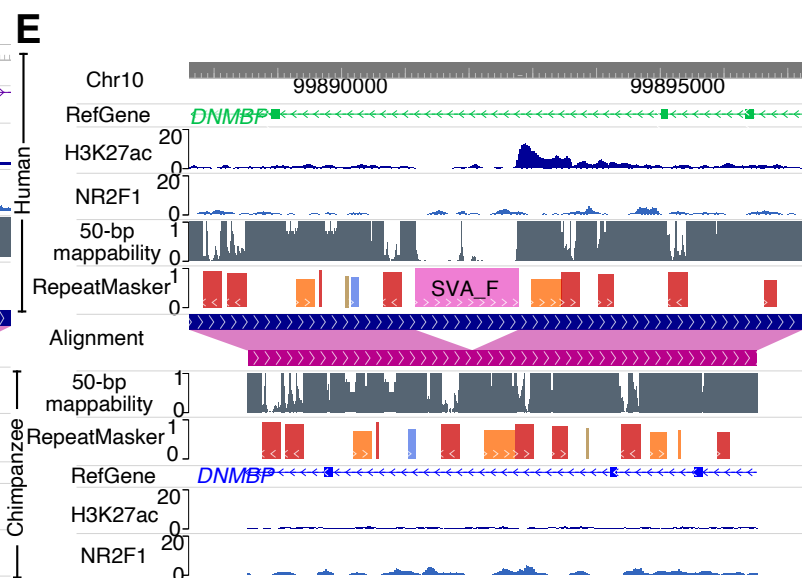 E
Chr10
99890000 99895000
RefGene DNMBP
20
H3K27ac
0
20
NR2F1
0
50-bp 1
mappability
0
RepeatMasker 1
SVA_F
0
Human
Alignment
50-bp 1
mappability
0
RepeatMasker 1
0
RefGene DNMBP
20
H3K27ac
0
20
NR2F1
0
Chimpanzee